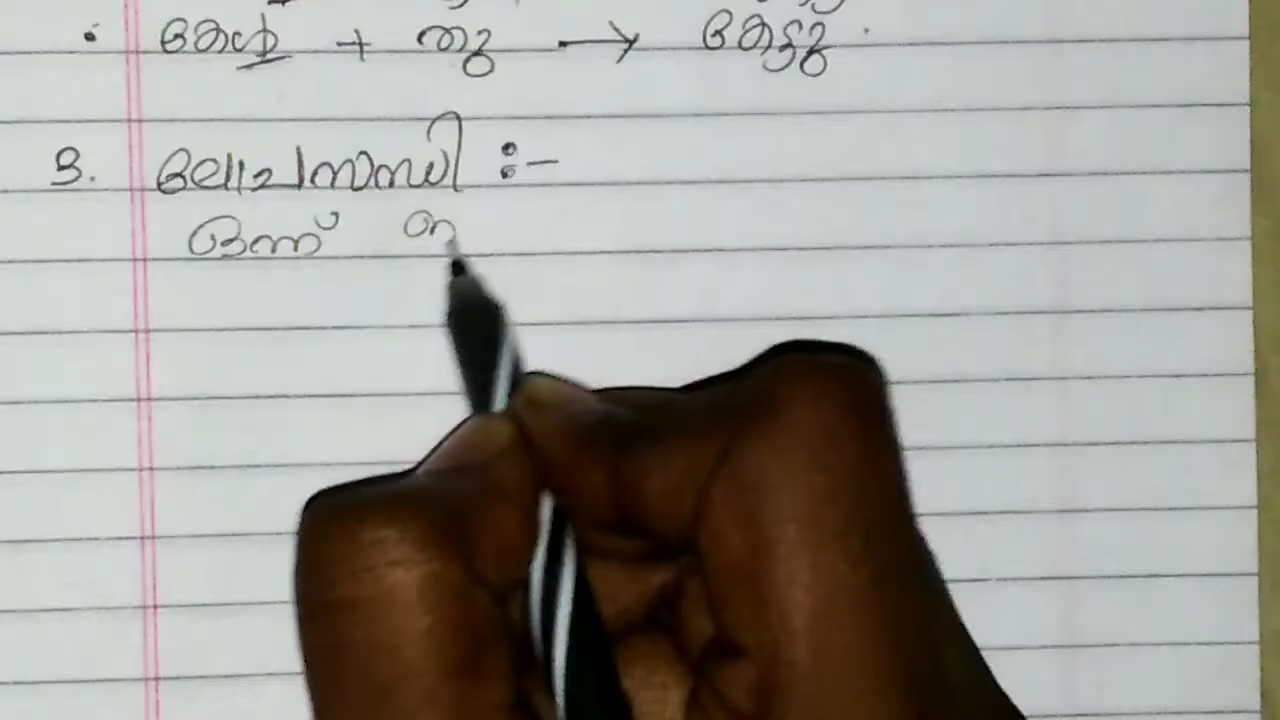 · കേൾ + തു → കേട്ടു.
3. ലോപസന്ധി :-
ഒന്ന്